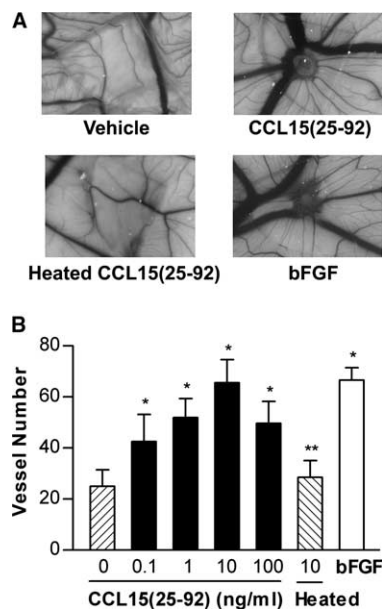 A
Vehicle
CCL15(25-92)
Heated CCL15(25-92)
bFGF
B
Vessel Number
80
60
40
20
0
*
*
*
*
**
*
0 0.1 1 10 100 10 bFGF
CCL15(25-92) (ng/ml) Heated